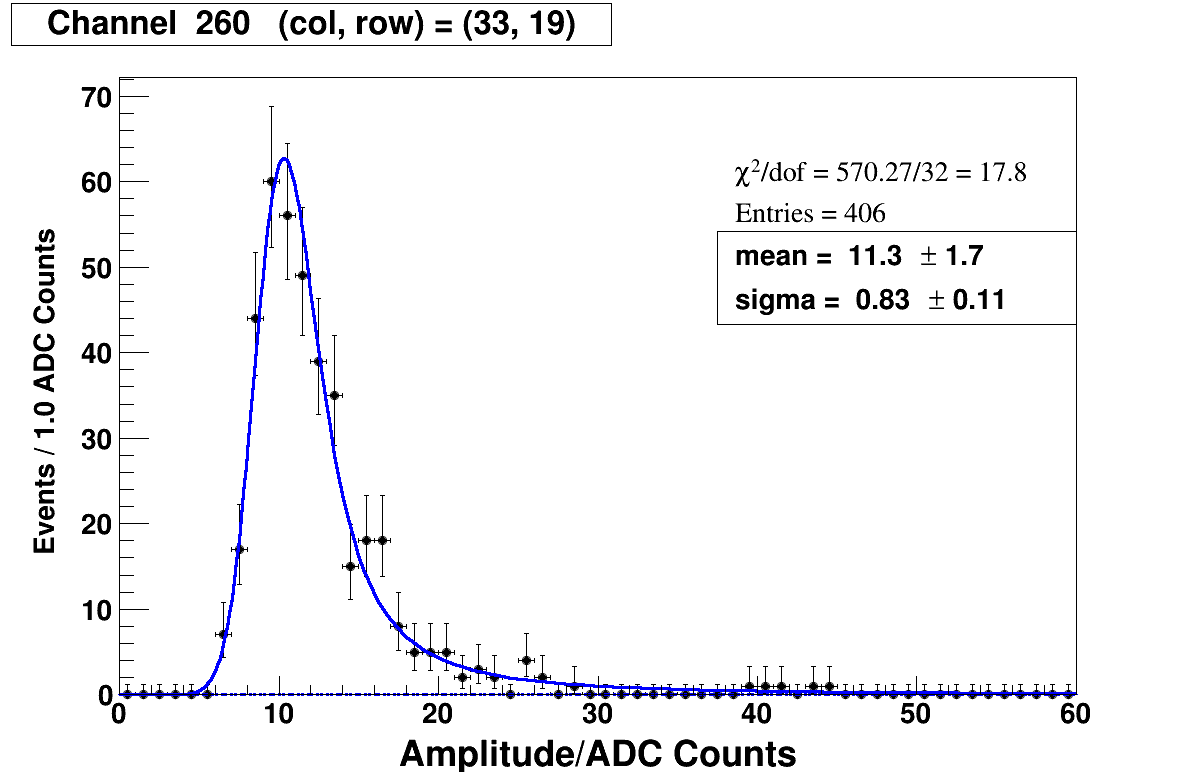 Channel 260 (col, row) = (33, 19)
70
60
50
40
30
20
10
0
Events / 1.0 ADC Counts
χ²/dof = 570.27/32 = 17.8
Entries = 406
mean = 11.3 ± 1.7
sigma = 0.83 ± 0.11
0 10 20 30 40 50 60
Amplitude/ADC Counts